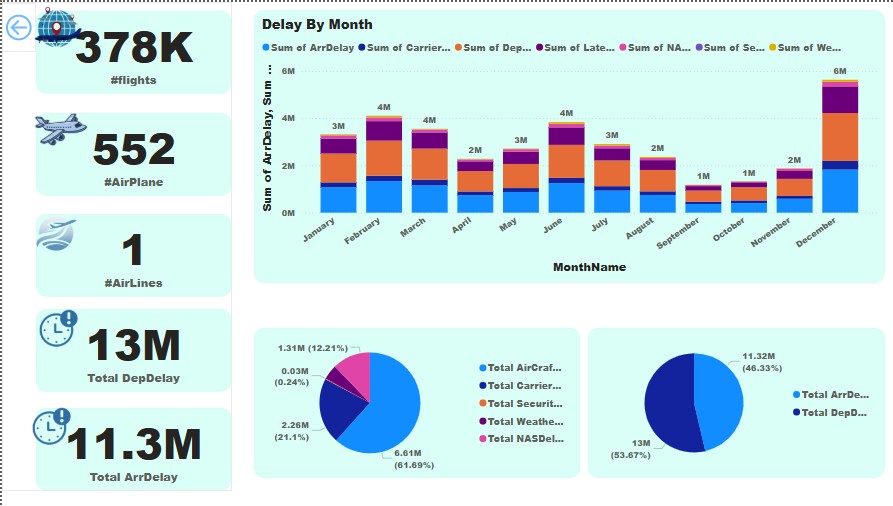 378K
#flights
552
#AirPlane
1
#AirLines
13M
Total DepDelay
11.3M
Total ArrDelay
Delay By Month
Sum of ArrDelay Sum of Carrier... Sum of Dep... Sum of Late... Sum of NA... Sum of Se... Sum of We...
Sum of ArrDelay, Sum ...
6M
4M
2M
0M
3M
4M
4M
2M
3M
4M
3M
2M
1M
1M
2M
6M
January
February
March
April
May
June
July
August
September
October
November
December
MonthName
1.31M (12.21%)
0.03M
(0.24%)
2.26M
(21.1%)
6.61M
(61.69%)
Total AirCraf...
Total Carrier...
Total Securit...
Total Weathe...
Total NASDel...
11.32M
(46.33%)
13M
(53.67%)
Total ArrDe...
Total DepD...